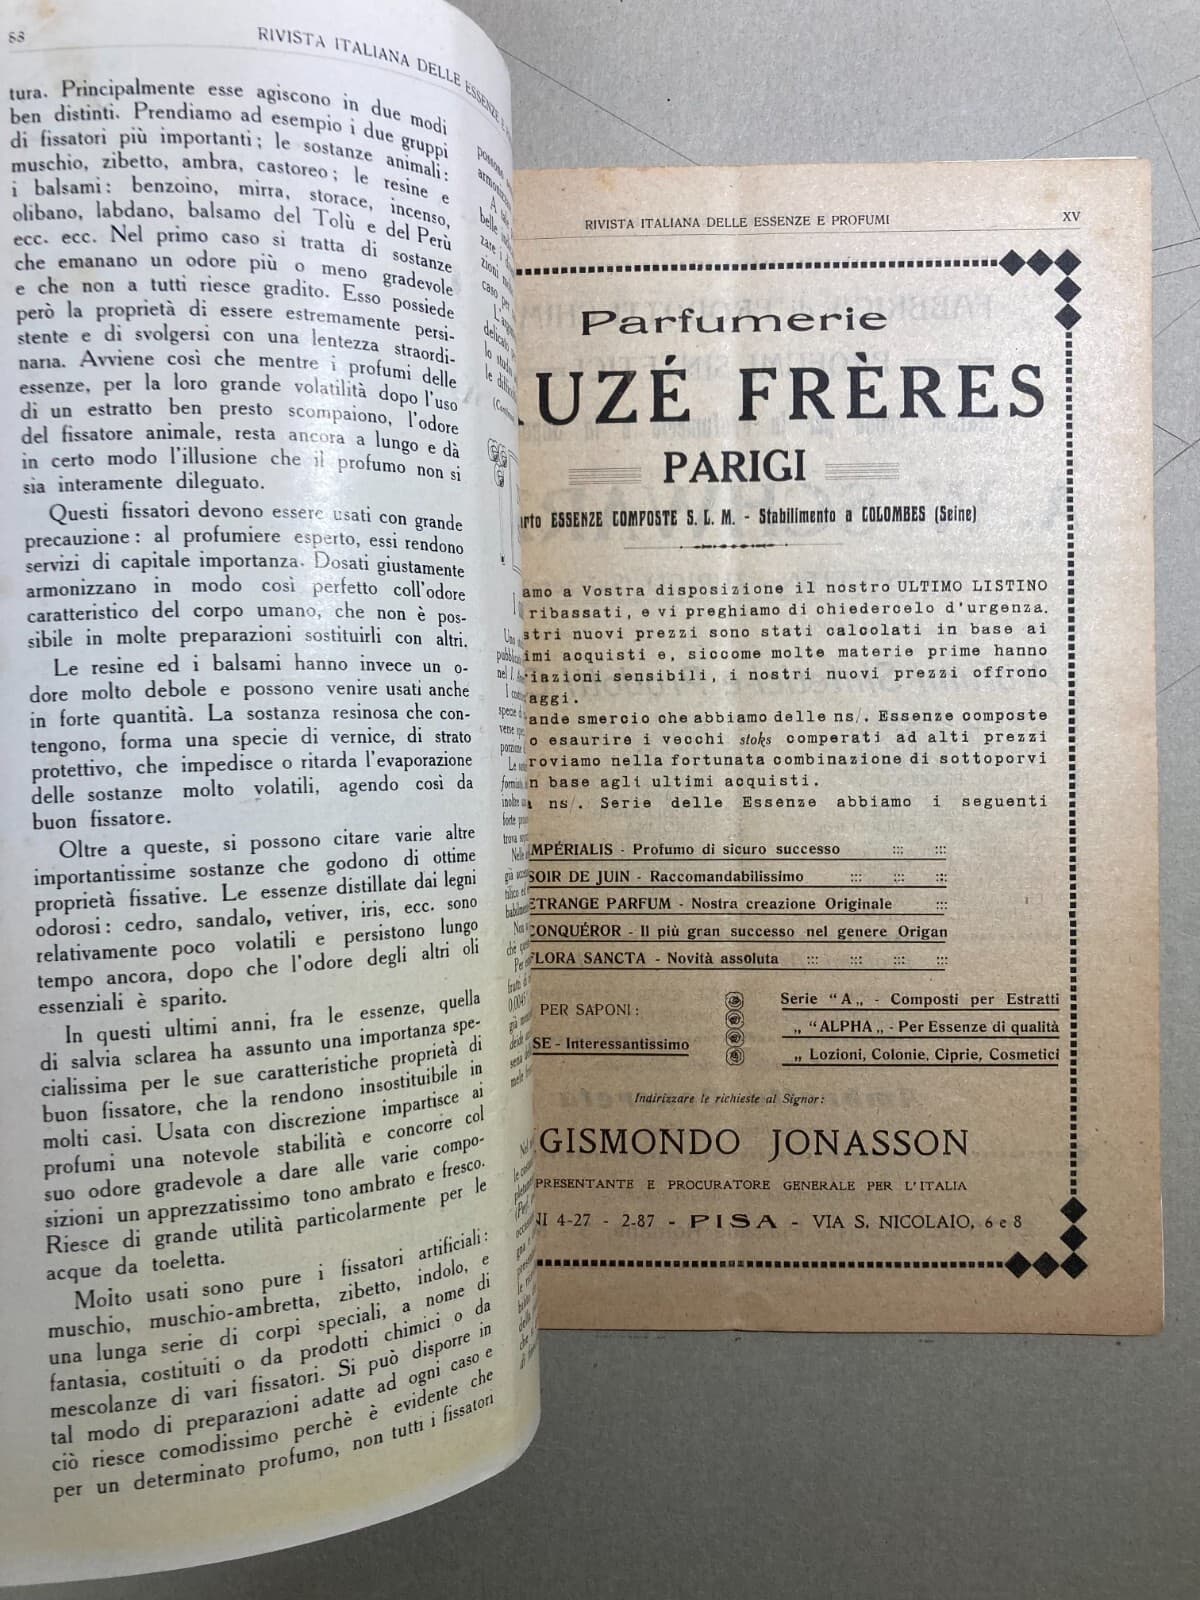 88
RIVISTA ITALIANA DELLE ESSENZE E
tura. Principalmente esse agiscono in due modi
ben distinti. Prendiamo ad esempio i due gruppi
di fissatori più importanti; le sostanze animali:
muschio, zibetto, ambra, castoreo; le resine e
i balsami: benzoino, mirra, storace, incenso,
olibano, labdano, balsamo del Tolù e del Perù
ecc. ecc. Nel primo caso si tratta di sostanze
che emanano un odore più o meno gradevole
e che non a tutti riesce gradito. Esso possiede
però la proprietà di essere estremamente persi-
stente e di svolgersi con una lentezza straordi-
naria. Avviene così che mentre i profumi delle
essenze, per la loro grande volatilità dopo l'uso
di un estratto ben presto scompaiono, l'odore
del fissatore animale, resta ancora a lungo e dà
in certo modo l'illusione che il profumo non si
sia interamente dileguato.
Questi fissatori devono essere usati con grande
precauzione: al profumiere esperto, essi rendono
servizi di capitale importanza. Dosati giustamente
armonizzano in modo così perfetto coll'odore
caratteristico del corpo umano, che non è pos-
sibile in molte preparazioni sostituirli con altri.
Le resine ed i balsami hanno invece un o-
dore molto debole e possono venire usati anche
in forte quantità. La sostanza resinosa che con-
tengono, forma una specie di vernice, di strato
protettivo, che impedisce o ritarda l'evaporazione
delle sostanze molto volatili, agendo così da
buon fissatore.
Oltre a queste, si possono citare varie altre
importantissime sostanze che godono di ottime
proprietà fissative. Le essenze distillate dai legni
odorosi: cedro, sandalo, vetiver, iris, ecc. sono
relativamente poco volatili e persistono lungo
tempo ancora, dopo che l'odore degli altri oli
essenziali è sparito.
In questi ultimi anni, fra le essenze, quella
di salvia sclarea ha assunto una importanza spe-
cialissima per le sue caratteristiche proprietà di
buon fissatore, che la rendono insostituibile in
molti casi. Usata con discrezione impartisce ai
profumi una notevole stabilità e concorre col
suo odore gradevole a dare alle varie compo-
sizioni un apprezzatissimo tono ambrato e fresco.
Riesce di grande utilità particolarmente per le
acque da toeletta.
Moito usati sono pure i fissatori artificiali:
muschio, muschio-ambretta, zibetto, indolo, e
una lunga serie di corpi speciali, a nome di
fantasia, costituiti o da prodotti chimici o da
mescolanze di vari fissatori. Si può disporre in
tal modo di preparazioni adatte ad ogni caso e
ciò riesce comodissimo perchè è evidente che
per un determinato profumo, non tutti i fissatori
RIVISTA ITALIANA DELLE ESSENZE E PROFUMI
XV
Parfumerie
UZÉ FRÈRES
PARIGI
ESSENZE COMPOSTE S. L. M. - Stabilimento a COLOMBES (Seine)
amo a Vostra disposizione il nostro ULTIMO LISTINO
ribassati, e vi preghiamo di chiedercelo d'urgenza.
stri nuovi prezzi sono stati calcolati in base ai
imi acquisti e, siccome molte materie prime hanno
iazioni sensibili, i nostri nuovi prezzi offrono
aggi.
ande smercio che abbiamo delle ns/. Essenze composte
o esaurire i vecchi stoks comperati ad alti prezzi
roviamo nella fortunata combinazione di sottoporvi
n base agli ultimi acquisti.
a ns/. Serie delle Essenze abbiamo i seguenti
IMPÉRIALIS - Profumo di sicuro successo ::: :::
SOIR DE JUIN - Raccomandabilissimo ::: ::: :::
ETRANGE PARFUM - Nostra creazione Originale :::
CONQUÉROR - Il più gran successo nel genere Origan
FLORA SANCTA - Novità assoluta ::: ::: ::: :::
PER SAPONI:
SE - Interessantissimo
Serie "A„ - Composti per Estratti
„ "ALPHA„ - Per Essenze di qualità
„ Lozioni, Colonie, Ciprie, Cosmetici
Indirizzare le richieste al Signor:
GISMONDO JONASSON
PRESENTANTE E PROCURATORE GENERALE PER L'ITALIA
NI 4-27 - 2-87 - PISA - VIA S. NICOLAIO, 6 e 8